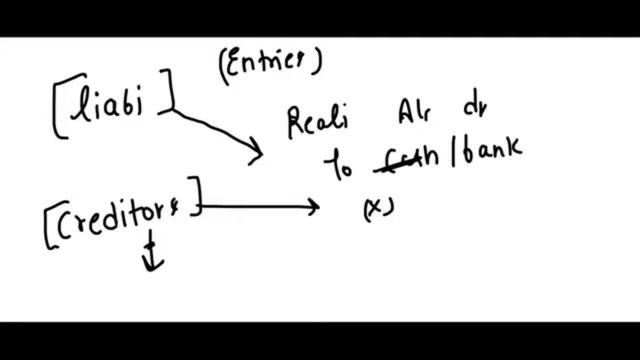 (Entries)
[liabi]
Reali A/c dr
To Cash/bank
[Creditors]
(x)